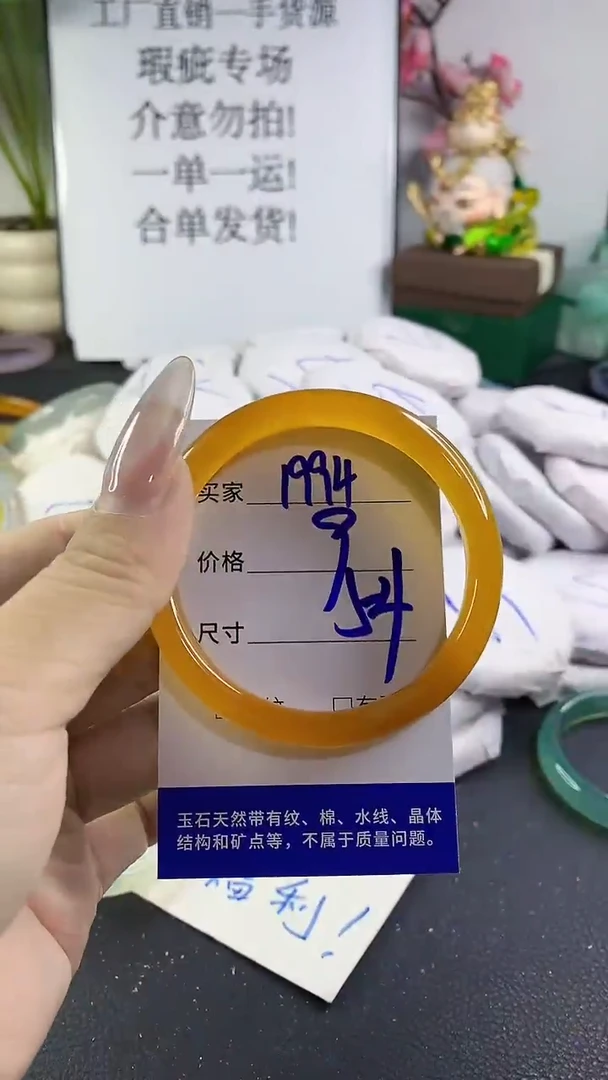 工厂直销一手货源
瑕疵专场
介意勿拍!
一单一运!
合单发货!
买家 1994
价格 9
尺寸 54
玉石天然带有纹、棉、水线、晶体
结构和矿点等，不属于质量问题。
福利!